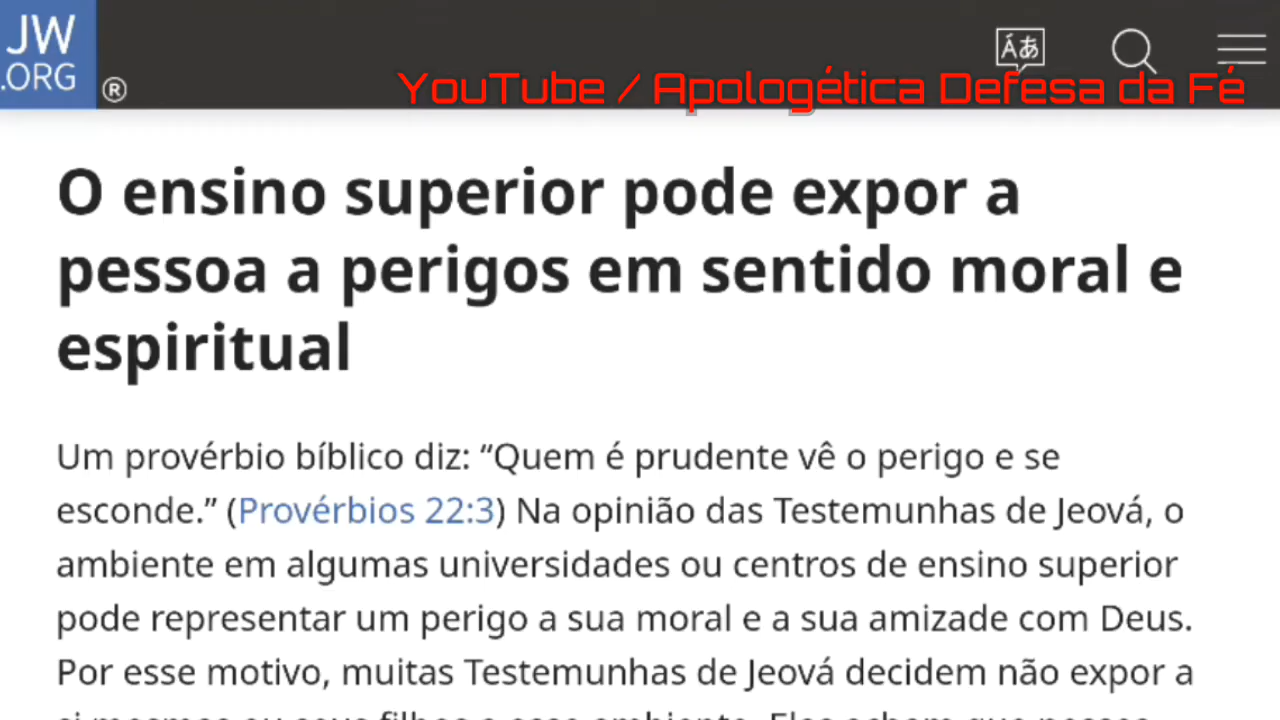 JW
.ORG
®
Áあ
YouTube / Apologética Defesa da Fé
O ensino superior pode expor a
pessoa a perigos em sentido moral e
espiritual
Um provérbio bíblico diz: “Quem é prudente vê o perigo e se
esconde.” (Provérbios 22:3) Na opinião das Testemunhas de Jeová, o
ambiente em algumas universidades ou centros de ensino superior
pode representar um perigo a sua moral e a sua amizade com Deus.
Por esse motivo, muitas Testemunhas de Jeová decidem não expor a